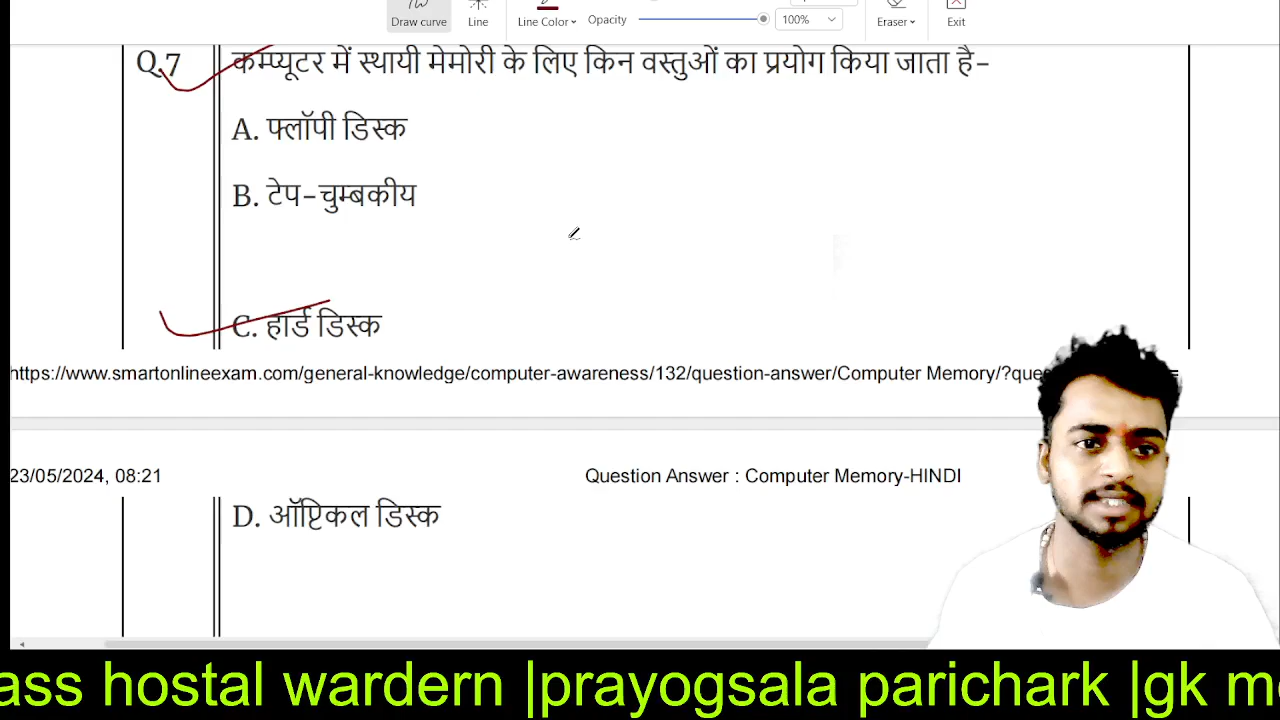 Draw curve Line Line Color Opacity 100% Eraser Exit
Q.7 कम्प्यूटर में स्थायी मेमोरी के लिए किन वस्तुओं का प्रयोग किया जाता है-
A. फ्लॉपी डिस्क
B. टेप-चुम्बकीय
C. हार्ड डिस्क
https://www.smartonlineexam.com/general-knowledge/computer-awareness/132/question-answer/Computer Memory/?que
23/05/2024, 08:21 Question Answer : Computer Memory-HINDI
D. ऑप्टिकल डिस्क
ass hostal wardern |prayogsala parichark |gk m